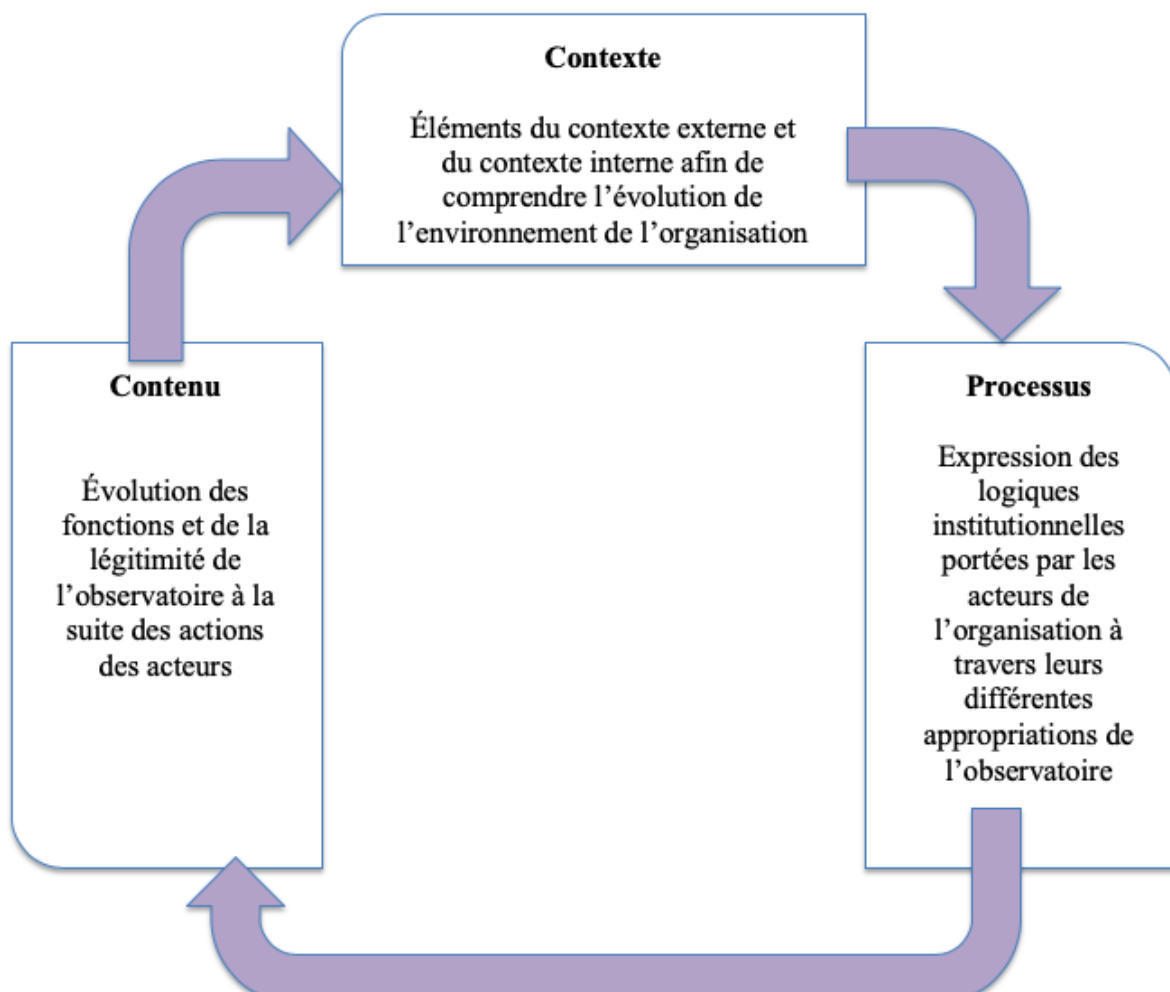 Contexte
Éléments du contexte externe et
du contexte interne afin de
comprendre l’évolution de
l’environnement de l’organisation
Processus
Expression des
logiques
institutionnelles
portées par les
acteurs de
l’organisation à
travers leurs
différentes
appropriations de
l’observatoire
Contenu
Évolution des
fonctions et de la
légitimité de
l’observatoire à la
suite des actions
des acteurs